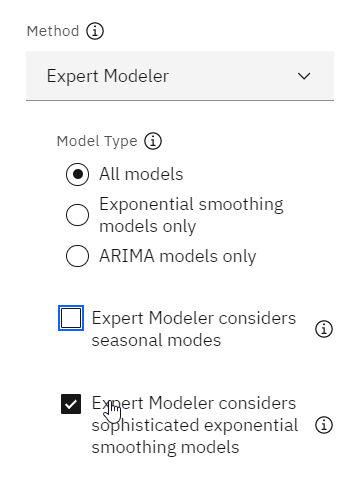 Method
Expert Modeler
Model Type
All models
Exponential smoothing
models only
ARIMA models only
Expert Modeler considers
seasonal modes
Expert Modeler considers
sophisticated exponential
smoothing models